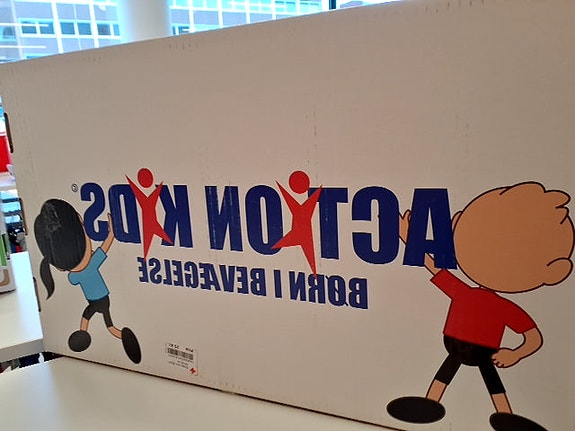 ACTION KIDS©
BØRN I BEVÆGELSE